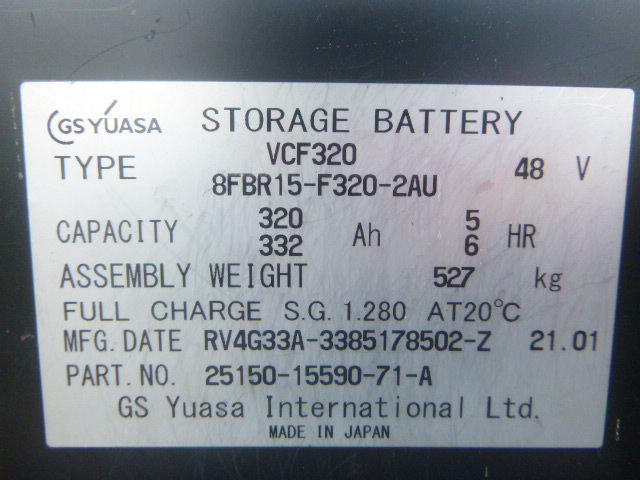 GS YUASA STORAGE BATTERY
TYPE VCF320 48 V
8FBR15-F320-2AU
CAPACITY 320 Ah 5 HR
332 6
ASSEMBLY WEIGHT 527 kg
FULL CHARGE S.G. 1.280 AT20℃
MFG. DATE RV4G33A-3385178502-Z 21.01
PART. NO. 25150-15590-71-A
GS Yuasa International Ltd.
MADE IN JAPAN